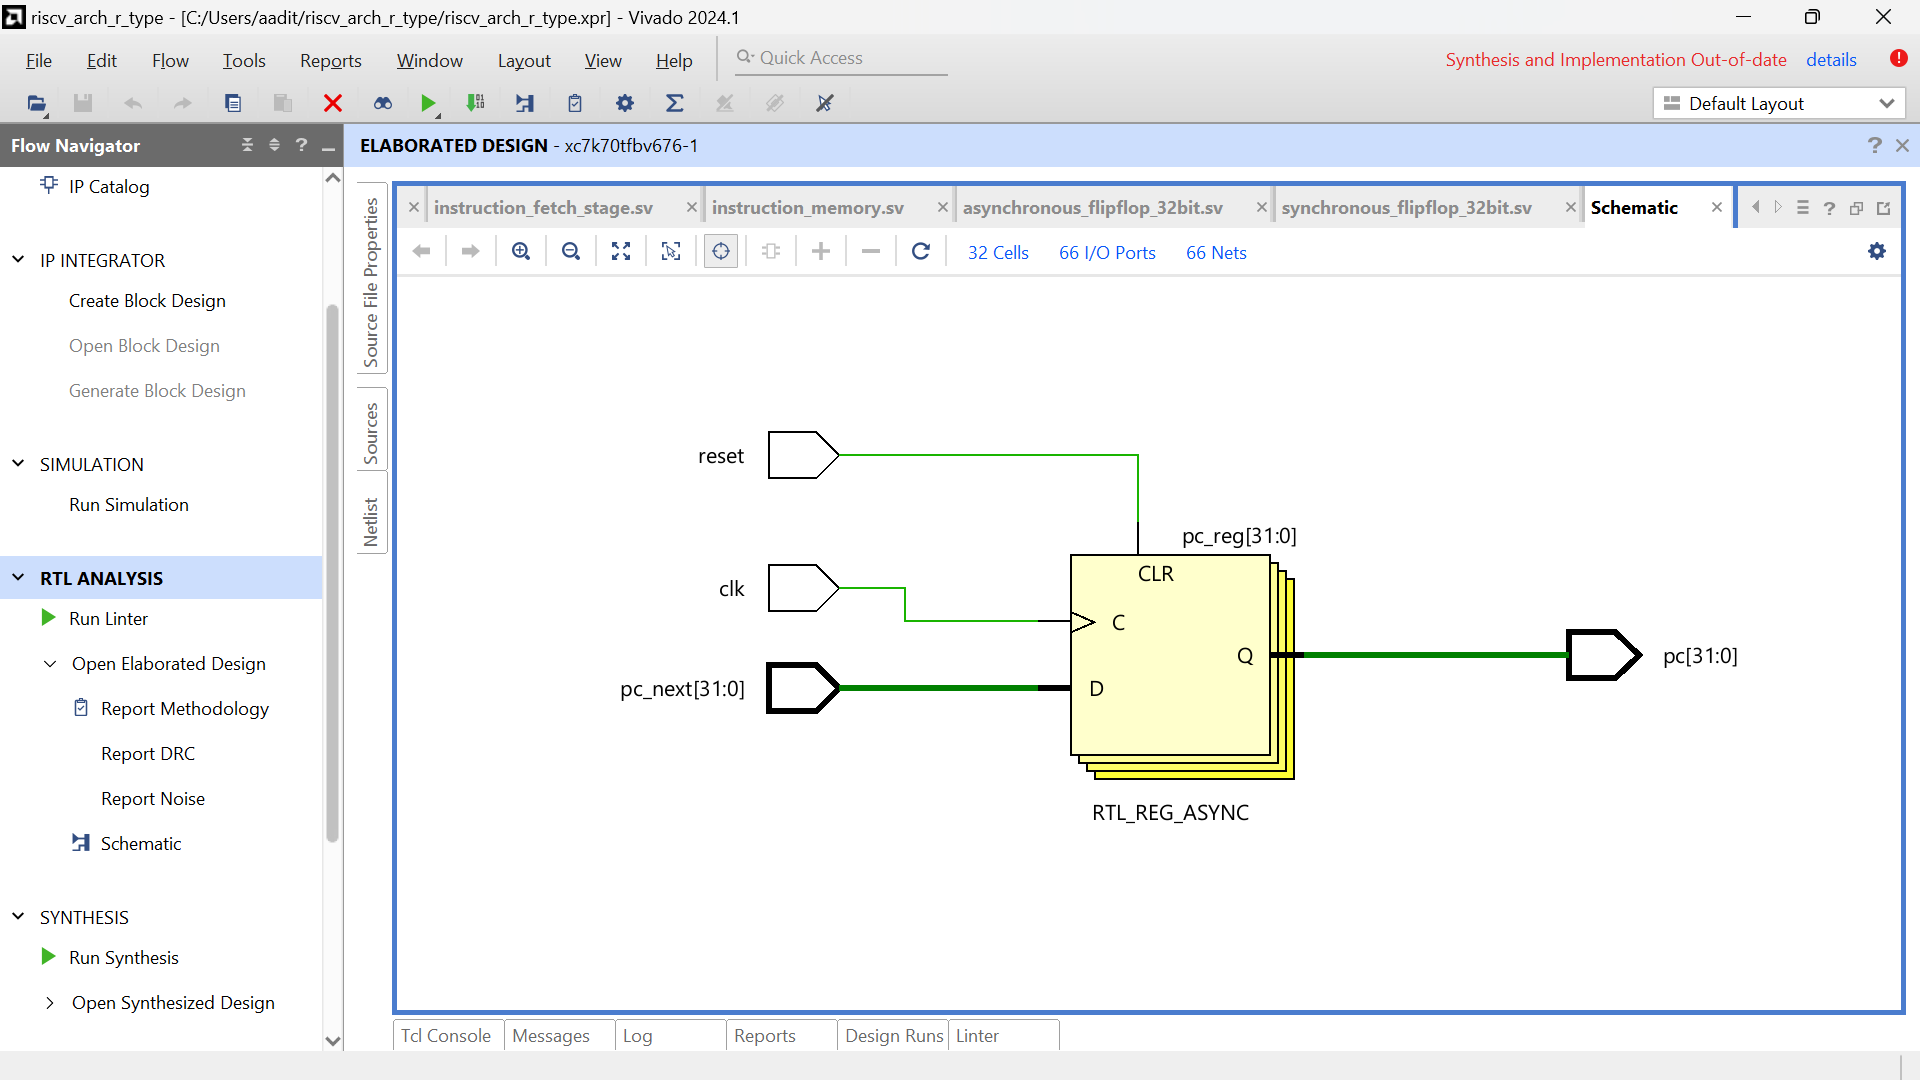 riscv_arch_r_type - [C:/Users/aadit/riscv_arch_r_type/riscv_arch_r_type.xpr] - Vivado 2024.1
File Edit Flow Tools Reports Window Layout View Help Quick Access
Synthesis and Implementation Out-of-date details
Default Layout
Flow Navigator
ELABORATED DESIGN - xc7k70tfbv676-1
IP Catalog
IP INTEGRATOR
Create Block Design
Open Block Design
Generate Block Design
SIMULATION
Run Simulation
RTL ANALYSIS
Run Linter
Open Elaborated Design
Report Methodology
Report DRC
Report Noise
Schematic
SYNTHESIS
Run Synthesis
Open Synthesized Design
Source File Properties
Sources
Netlist
instruction_fetch_stage.sv instruction_memory.sv asynchronous_flipflop_32bit.sv synchronous_flipflop_32bit.sv Schematic
32 Cells 66 I/O Ports 66 Nets
reset
pc_reg[31:0]
CLR
clk
C
Q
pc[31:0]
pc_next[31:0]
D
RTL_REG_ASYNC
Tcl Console Messages Log Reports Design Runs Linter